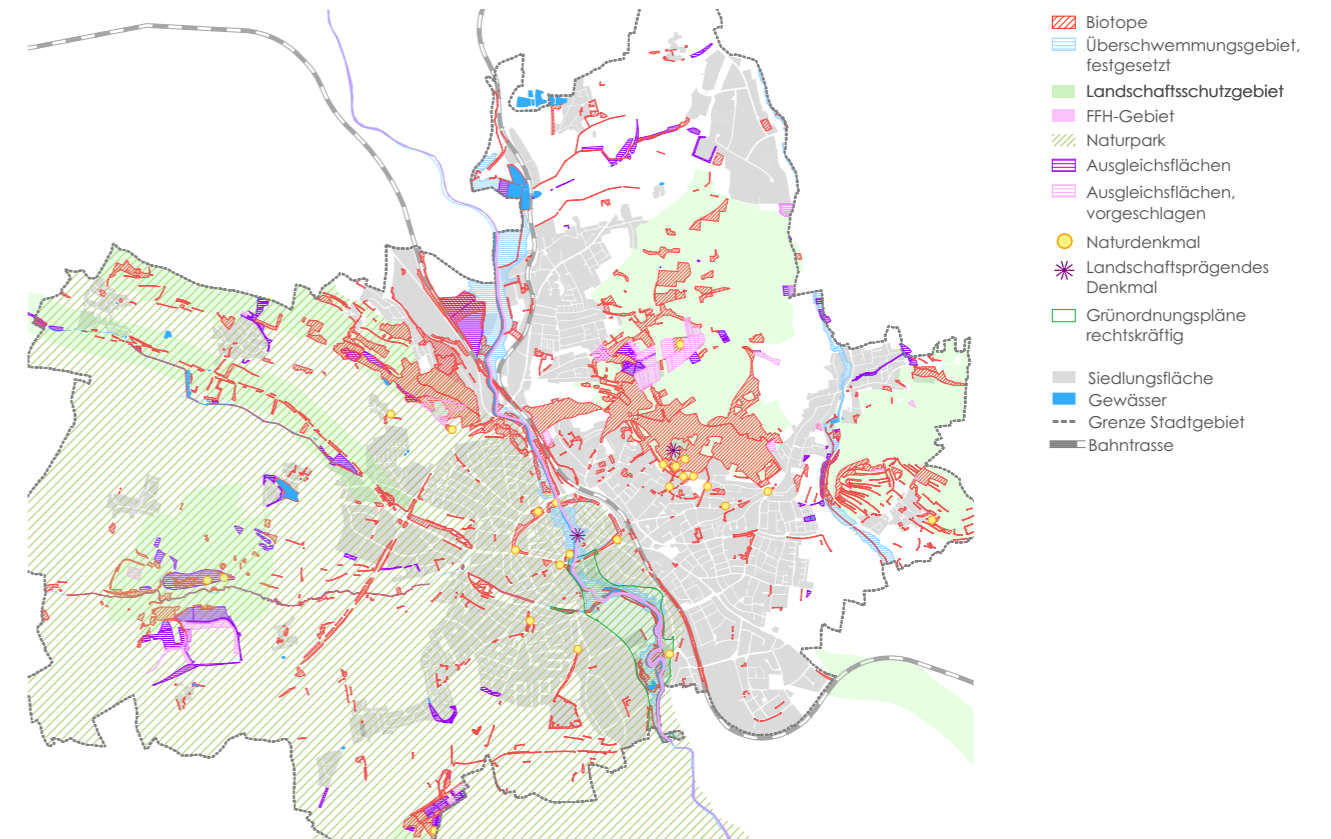 Biotope
Überschwemmungsgebiet,
festgesetzt
Landschaftsschutzgebiet
FFH-Gebiet
Naturpark
Ausgleichsflächen
Ausgleichsflächen,
vorgeschlagen
Naturdenkmal
Landschaftsprägendes
Denkmal
Grünordnungspläne
rechtskräftig
Siedlungsfläche
Gewässer
Grenze Stadtgebiet
Bahntrasse